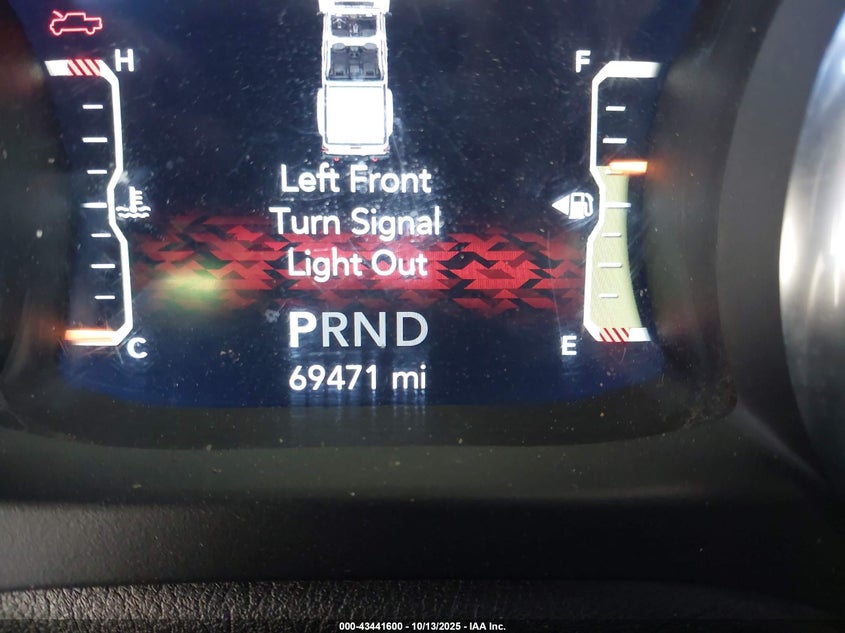 H
F
Left Front
Turn Signal
Light Out
PRND
C
E
69471 mi
000-43441600 - 10/13/2025 - IAA Inc.